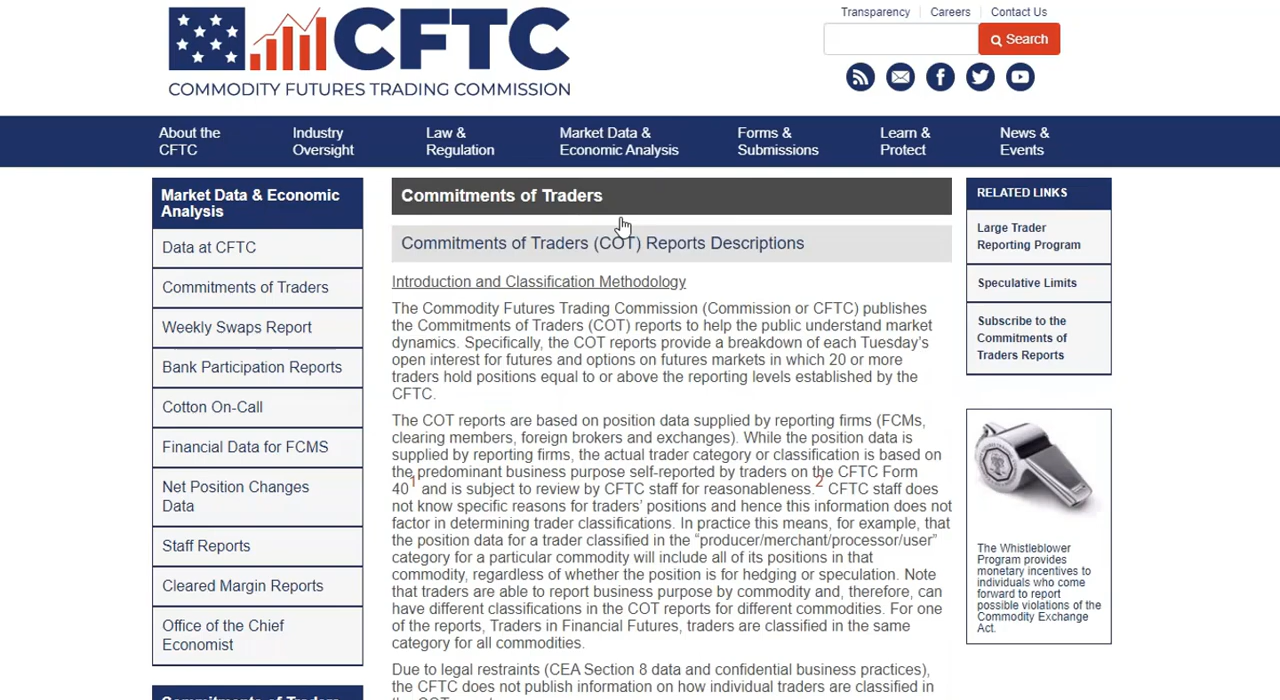 CFTC
COMMODITY FUTURES TRADING COMMISSION
Transparency
Careers
Contact Us
Search
About the
CFTC
Industry
Oversight
Law &
Regulation
Market Data &
Economic Analysis
Forms &
Submissions
Learn &
Protect
News &
Events
Market Data & Economic
Analysis
Data at CFTC
Commitments of Traders
Weekly Swaps Report
Bank Participation Reports
Cotton On-Call
Financial Data for FCMS
Net Position Changes
Data
Staff Reports
Cleared Margin Reports
Office of the Chief
Economist
Commitments of Traders
Commitments of Traders
Commitments of Traders (COT) Reports Descriptions
Introduction and Classification Methodology
The Commodity Futures Trading Commission (Commission or CFTC) publishes
the Commitments of Traders (COT) reports to help the public understand market
dynamics. Specifically, the COT reports provide a breakdown of each Tuesday's
open interest for futures and options on futures markets in which 20 or more
traders hold positions equal to or above the reporting levels established by the
CFTC.
The COT reports are based on position data supplied by reporting firms (FCMs,
clearing members, foreign brokers and exchanges). While the position data is
supplied by reporting firms, the actual trader category or classification is based on
the predominant business purpose self-reported by traders on the CFTC Form
40¹ and is subject to review by CFTC staff for reasonableness.² CFTC staff does
not know specific reasons for traders' positions and hence this information does not
factor in determining trader classifications. In practice this means, for example, that
the position data for a trader classified in the “producer/merchant/processor/user”
category for a particular commodity will include all of its positions in that
commodity, regardless of whether the position is for hedging or speculation. Note
that traders are able to report business purpose by commodity and, therefore, can
have different classifications in the COT reports for different commodities. For one
of the reports, Traders in Financial Futures, traders are classified in the same
category for all commodities.
Due to legal restraints (CEA Section 8 data and confidential business practices),
the CFTC does not publish information on how individual traders are classified in
RELATED LINKS
Large Trader
Reporting Program
Speculative Limits
Subscribe to the
Commitments of
Traders Reports
The Whistleblower
Program provides
monetary incentives to
individuals who come
forward to report
possible violations of the
Commodity Exchange
Act.